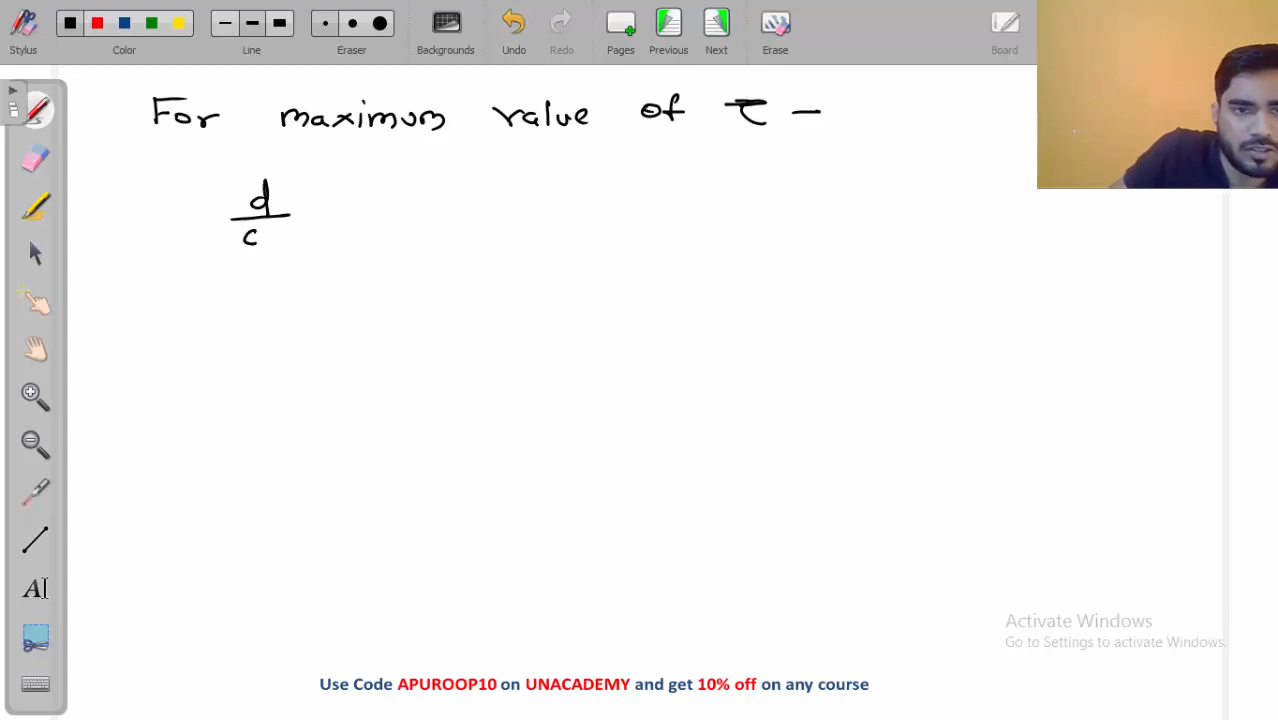 Stylus Color Line Eraser Backgrounds Undo Redo Pages Previous Next Erase Board
For maximum value of τ -
d
c
Activate Windows
Go to Settings to activate Windows.
Use Code APUROOP10 on UNACADEMY and get 10% off on any course